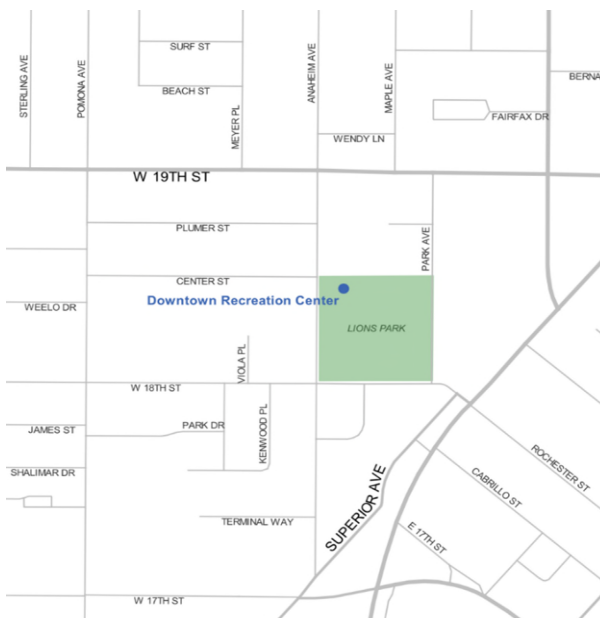 SURF ST
STERLING AVE
POMONA AVE
ANAHEIM AVE
MAPLE AVE
BERNA
BEACH ST
MEYER PL
FAIRFAX DR
WENDY LN
W 19TH ST
PLUMER ST
PARK AVE
CENTER ST
Downtown Recreation Center
WEELO DR
LIONS PARK
VIOLA PL
W 18TH ST
KENWOOD PL
PARK DR
JAMES ST
ROCHESTER ST
SHALIMAR DR
CABRILLO ST
SUPERIOR AVE
TERMINAL WAY
E 17TH ST
W 17TH ST